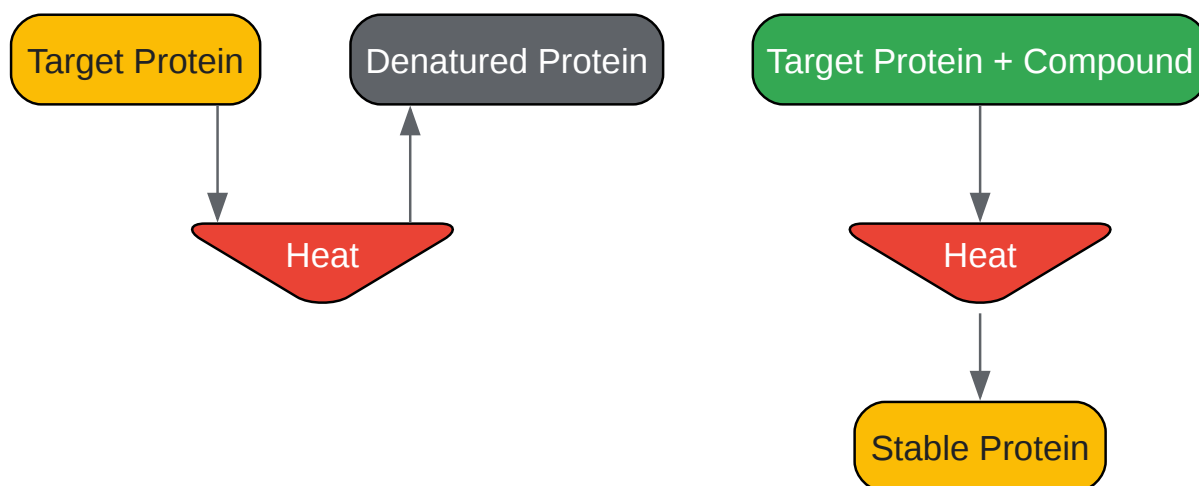 Target Protein
Denatured Protein
Target Protein + Compound
Heat
Heat
Stable Protein